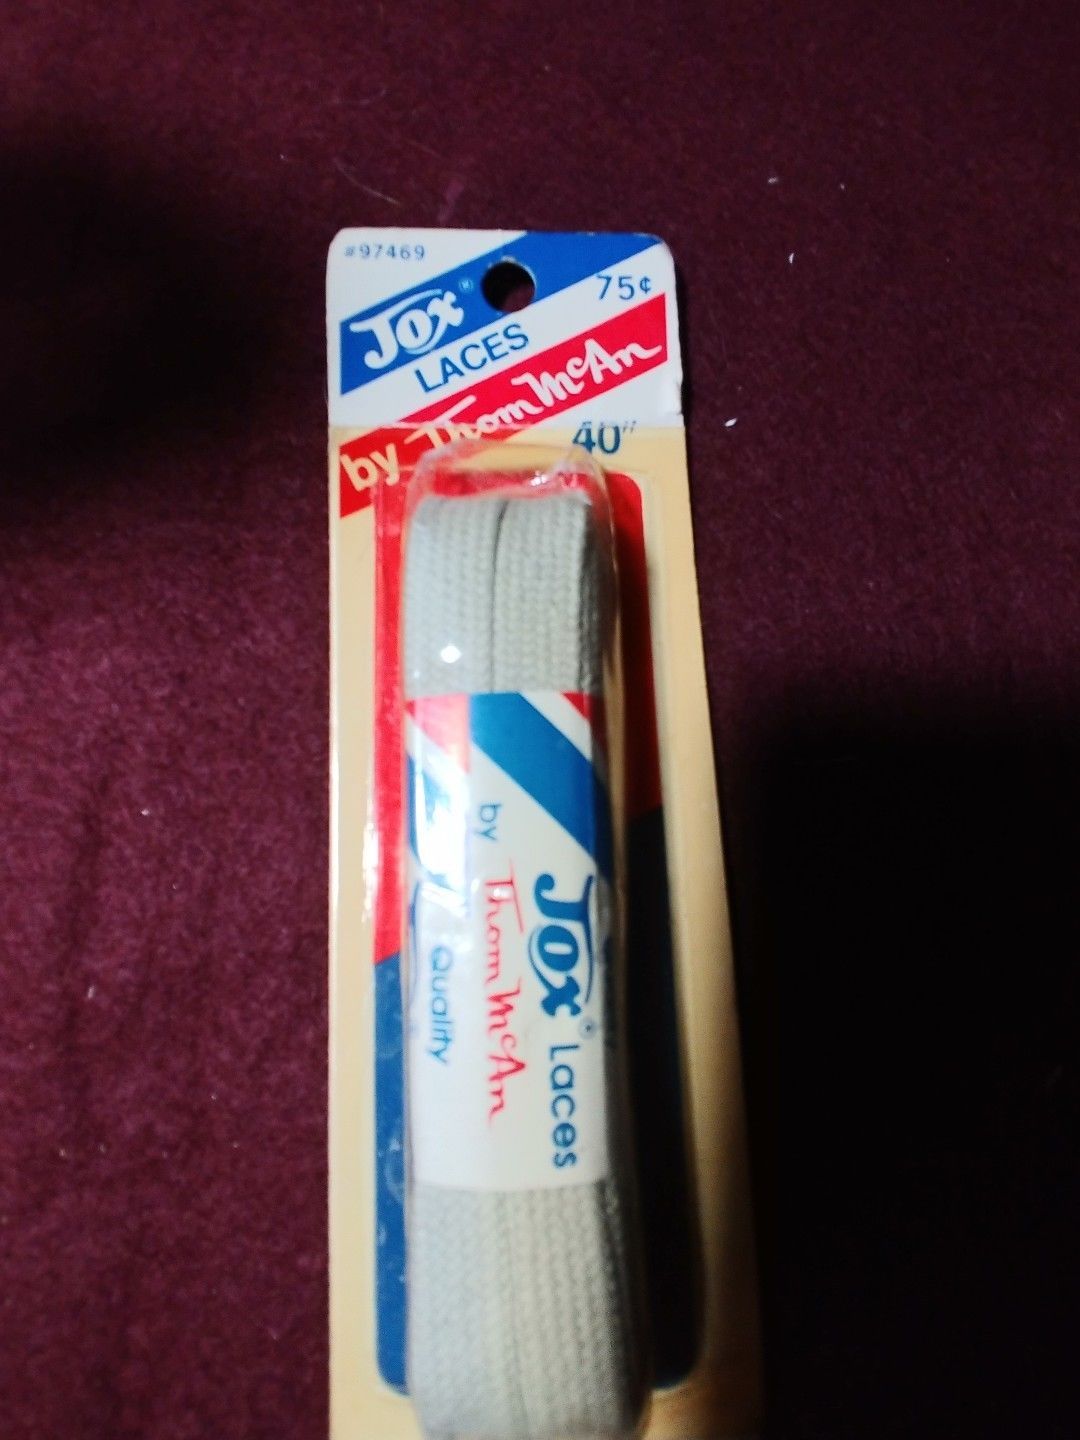 #97469
Jox®
75¢
LACES
by Thom McAn
40"
Jox® Laces
by Thom McAn
Quality